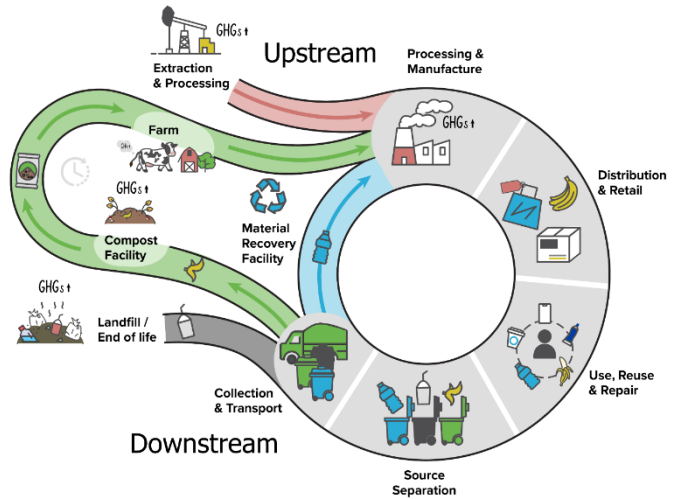 GHGs↑
Upstream
Extraction
& Processing
Processing &
Manufacture
GHGs↑
Farm
CH₄
Distribution
& Retail
GHGs↑
Material
Recovery
Facility
Compost
Facility
GHGs↑
Landfill /
End of life
Use, Reuse
& Repair
Collection
& Transport
Downstream
Source
Separation